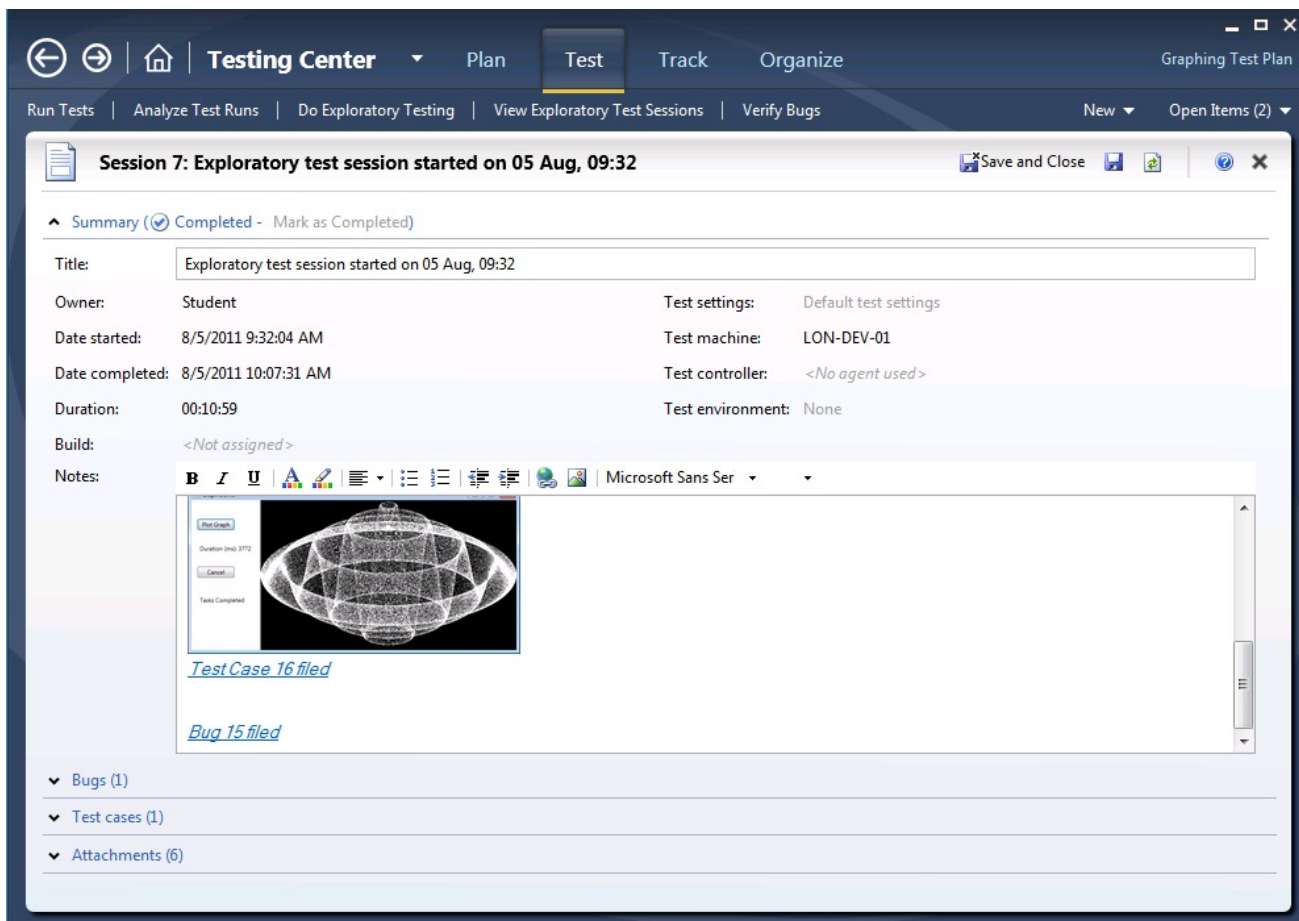 Testing Center Plan Test Track Organize Graphing Test Plan
Run Tests | Analyze Test Runs | Do Exploratory Testing | View Exploratory Test Sessions | Verify Bugs New Open Items (2)
Session 7: Exploratory test session started on 05 Aug, 09:32 Save and Close
Summary (Completed - Mark as Completed)
Title: Exploratory test session started on 05 Aug, 09:32
Owner: Student Test settings: Default test settings
Date started: 8/5/2011 9:32:04 AM Test machine: LON-DEV-01
Date completed: 8/5/2011 10:07:31 AM Test controller: <No agent used>
Duration: 00:10:59 Test environment: None
Build: <Not assigned>
Notes: B I U A Microsoft Sans Ser
Plot Graph
Duration (ms): 3772
Cancel
Tasks Completed
Test Case 16 filed
Bug 15 filed
Bugs (1)
Test cases (1)
Attachments (6)